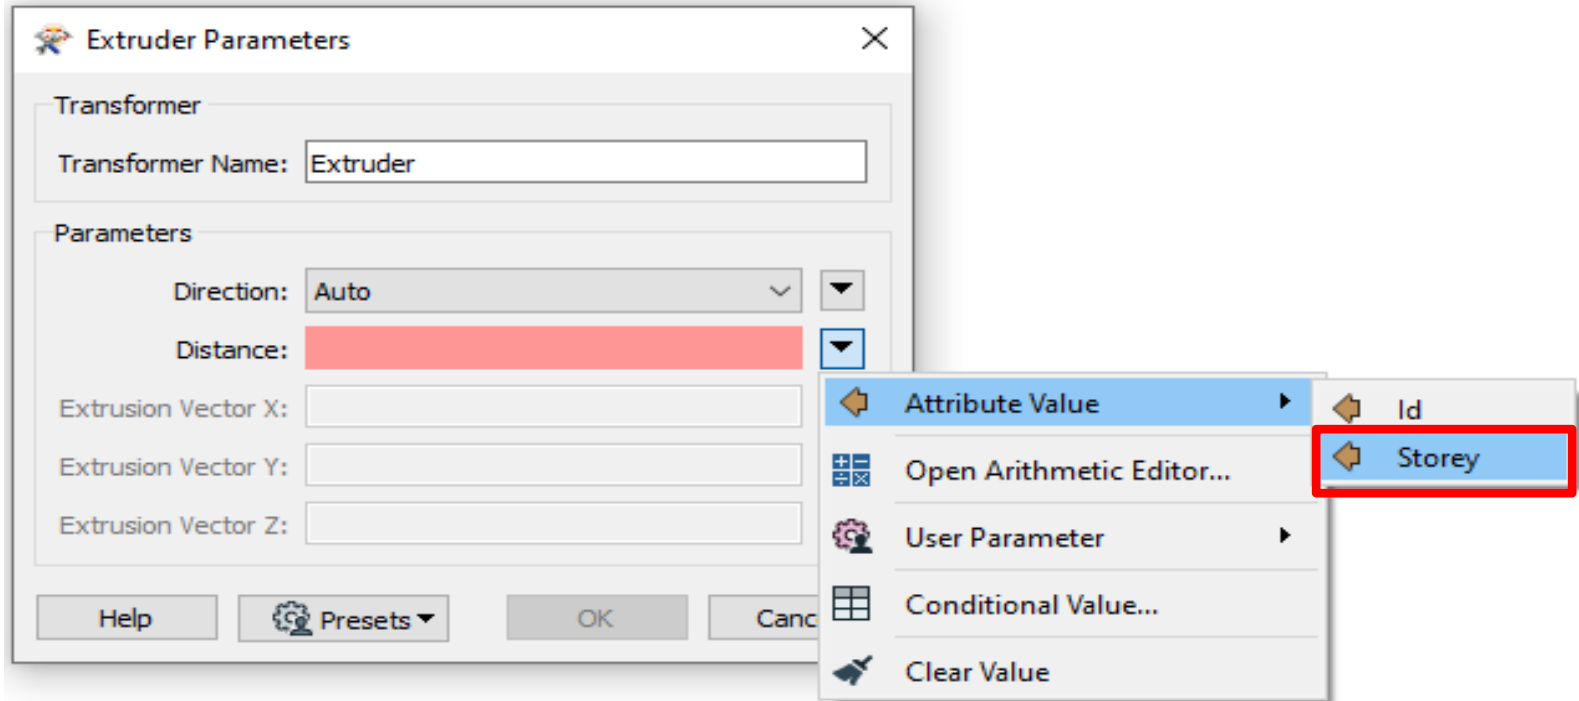 Extruder Parameters
Transformer
Transformer Name: Extruder
Parameters
Direction: Auto
Distance:
Extrusion Vector X:
Extrusion Vector Y:
Extrusion Vector Z:
Help Presets OK Canc
Attribute Value
Open Arithmetic Editor...
User Parameter
Conditional Value...
Clear Value
Id
Storey